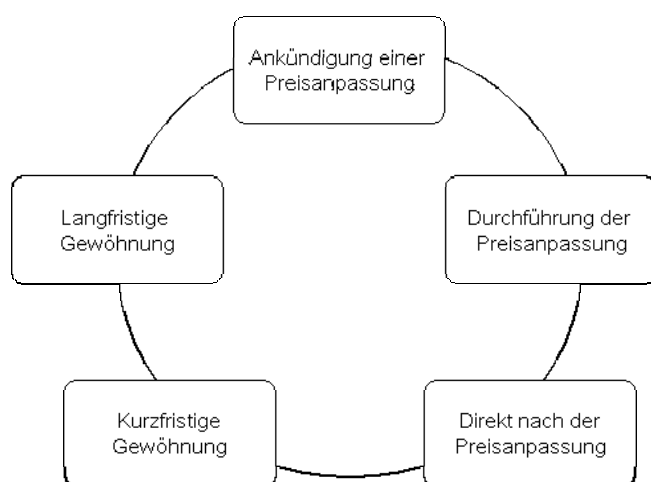 Ankündigung einer
Preisanpassung
Durchführung der
Preisanpassung
Direkt nach der
Preisanpassung
Kurzfristige
Gewöhnung
Langfristige
Gewöhnung